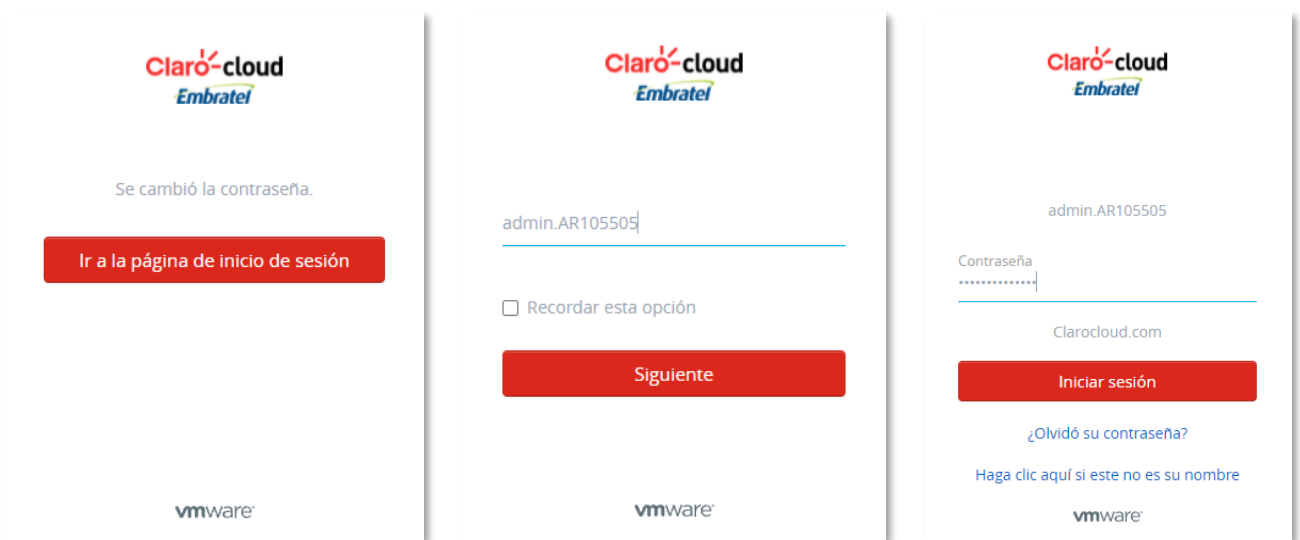 Claro-cloud
Embratel
Se cambió la contraseña.
Ir a la página de inicio de sesión
vmware
Claro-cloud
Embratel
admin.AR105505
Recordar esta opción
Siguiente
vmware
Claro-cloud
Embratel
admin.AR105505
Contraseña
••••••••••••••
Clarocloud.com
Iniciar sesión
¿Olvidó su contraseña?
Haga clic aquí si este no es su nombre
vmware